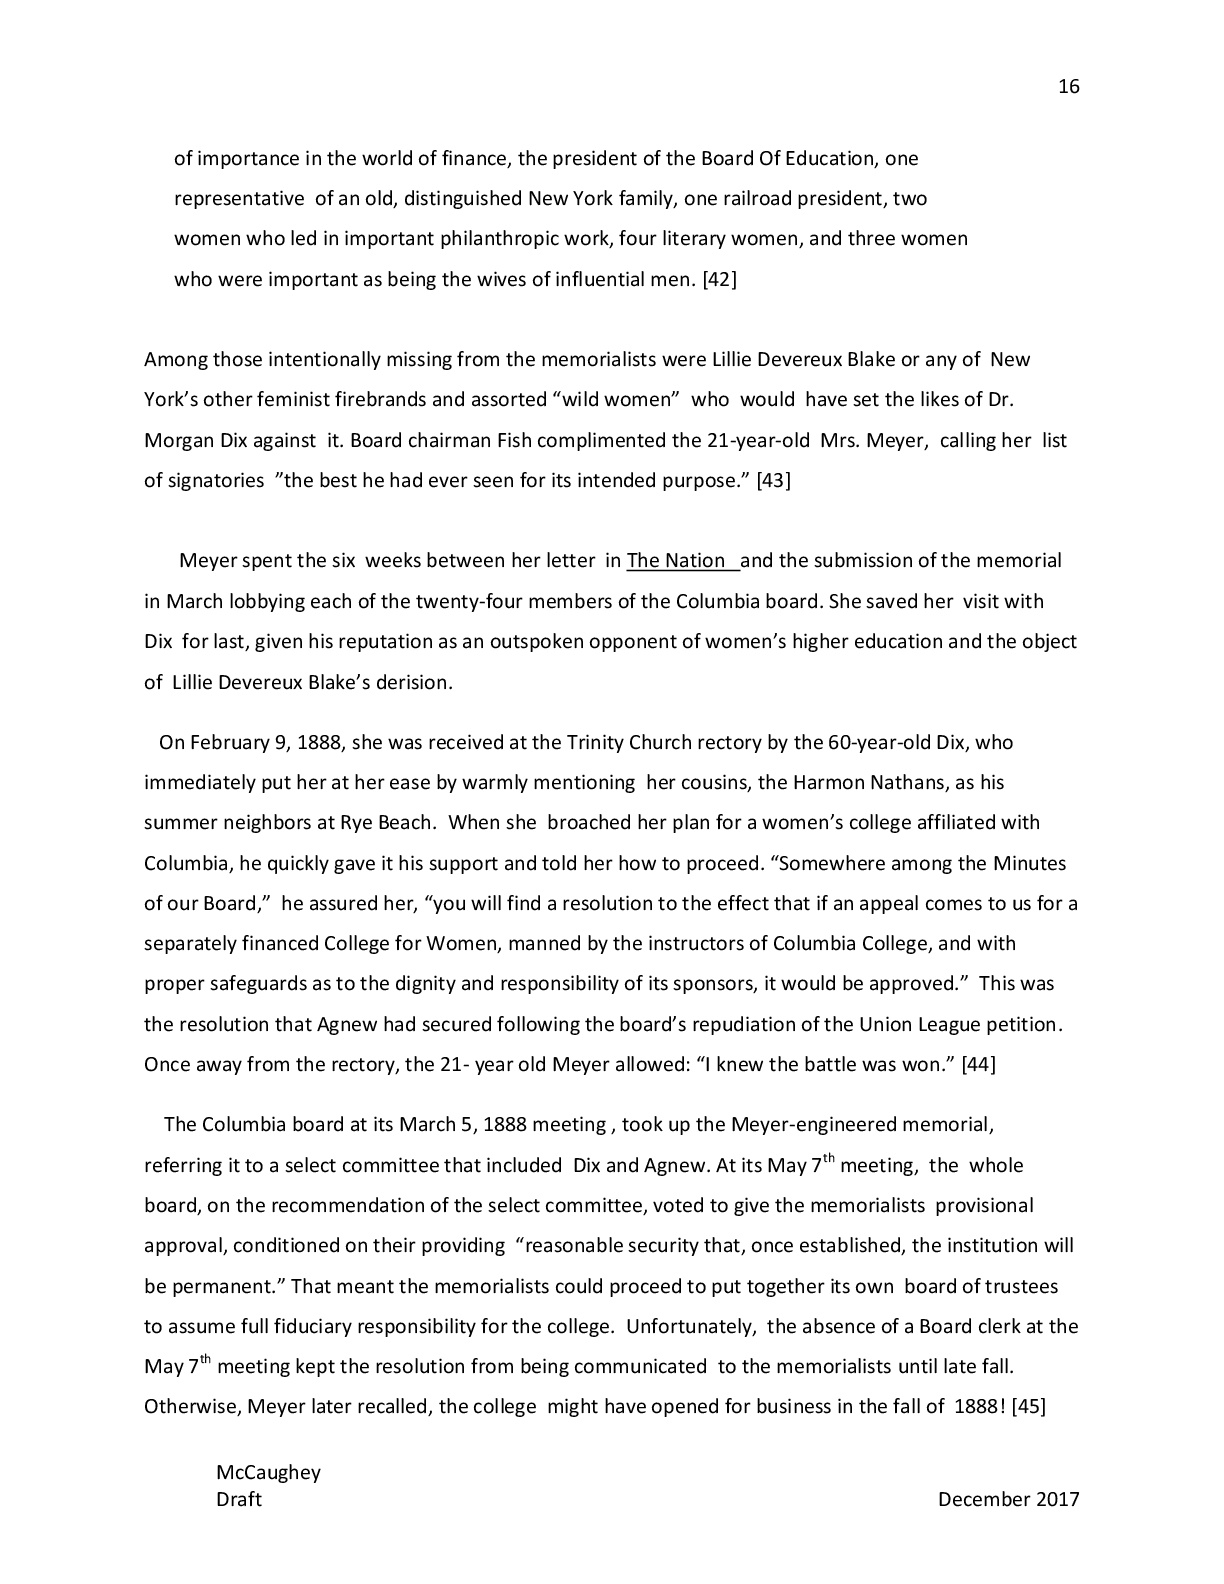 16
of importance in the world of finance, the president of the Board Of Education, one
representative of an old, distinguished New York family, one railroad president, two
women who led in important philanthropic work, four literary women, and three women
who were important as being the wives of influential men. [42]
Among those intentionally missing from the memorialists were Lillie Devereux Blake or any of New
York’s other feminist firebrands and assorted “wild women” who would have set the likes of Dr.
Morgan Dix against it. Board chairman Fish complimented the 21-year-old Mrs. Meyer, calling her list
of signatories ”the best he had ever seen for its intended purpose.” [43]
Meyer spent the six weeks between her letter in The Nation and the submission of the memorial
in March lobbying each of the twenty-four members of the Columbia board. She saved her visit with
Dix for last, given his reputation as an outspoken opponent of women’s higher education and the object
of Lillie Devereux Blake’s derision.
On February 9, 1888, she was received at the Trinity Church rectory by the 60-year-old Dix, who
immediately put her at her ease by warmly mentioning her cousins, the Harmon Nathans, as his
summer neighbors at Rye Beach. When she broached her plan for a women’s college affiliated with
Columbia, he quickly gave it his support and told her how to proceed. “Somewhere among the Minutes
of our Board,” he assured her, “you will find a resolution to the effect that if an appeal comes to us for a
separately financed College for Women, manned by the instructors of Columbia College, and with
proper safeguards as to the dignity and responsibility of its sponsors, it would be approved.” This was
the resolution that Agnew had secured following the board’s repudiation of the Union League petition.
Once away from the rectory, the 21- year old Meyer allowed: “I knew the battle was won.” [44]
The Columbia board at its March 5, 1888 meeting , took up the Meyer-engineered memorial,
referring it to a select committee that included Dix and Agnew. At its May 7th meeting, the whole
board, on the recommendation of the select committee, voted to give the memorialists provisional
approval, conditioned on their providing “reasonable security that, once established, the institution will
be permanent.” That meant the memorialists could proceed to put together its own board of trustees
to assume full fiduciary responsibility for the college. Unfortunately, the absence of a Board clerk at the
May 7th meeting kept the resolution from being communicated to the memorialists until late fall.
Otherwise, Meyer later recalled, the college might have opened for business in the fall of 1888! [45]
McCaughey
Draft December 2017